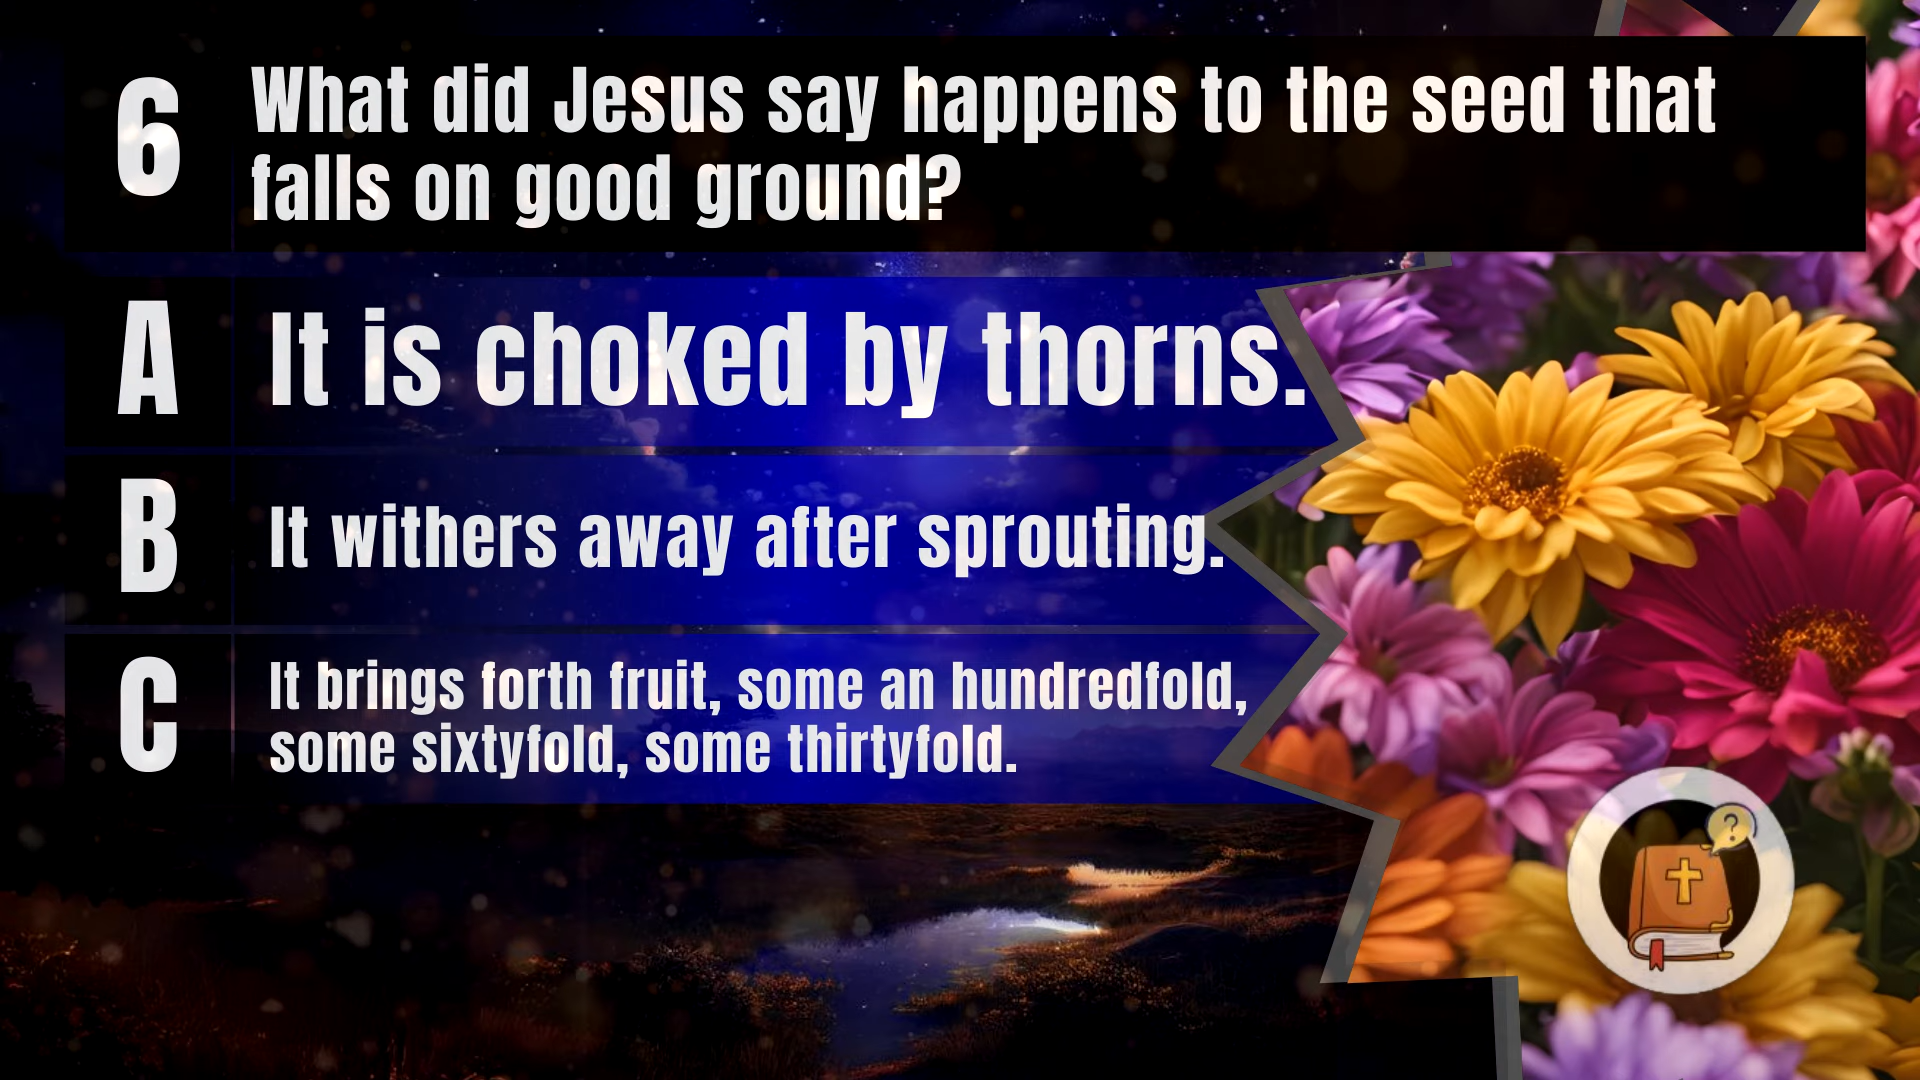 6
What did Jesus say happens to the seed that
falls on good ground?
A
It is choked by thorns.
B
It withers away after sprouting.
C
It brings forth fruit, some an hundredfold,
some sixtyfold, some thirtyfold.
?